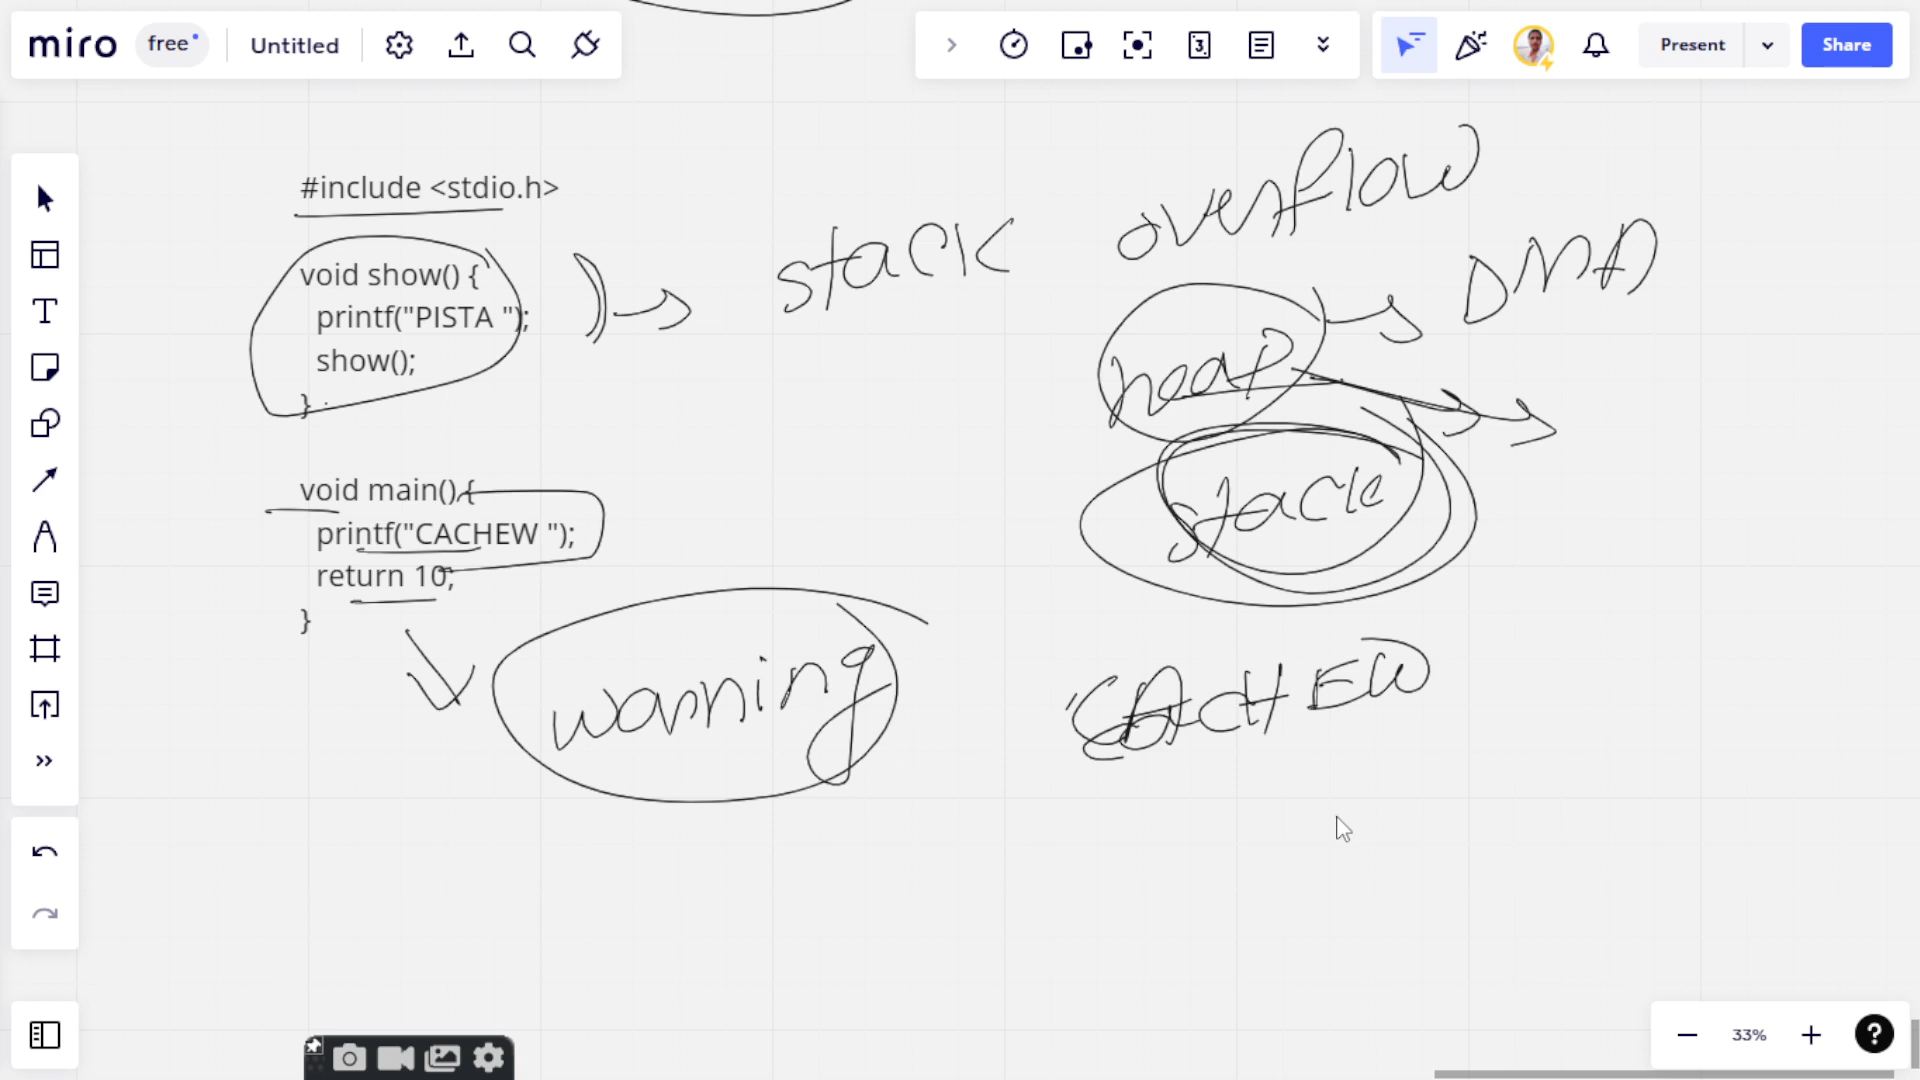 miro free Untitled 3 Present Share
#include <stdio.h>
void show() {
printf("PISTA ");
show();
}
void main() {
printf("CACHEW ");
return 10;
}
warning
stack overflow
heap DMA
stack
CACHEW
33%
?